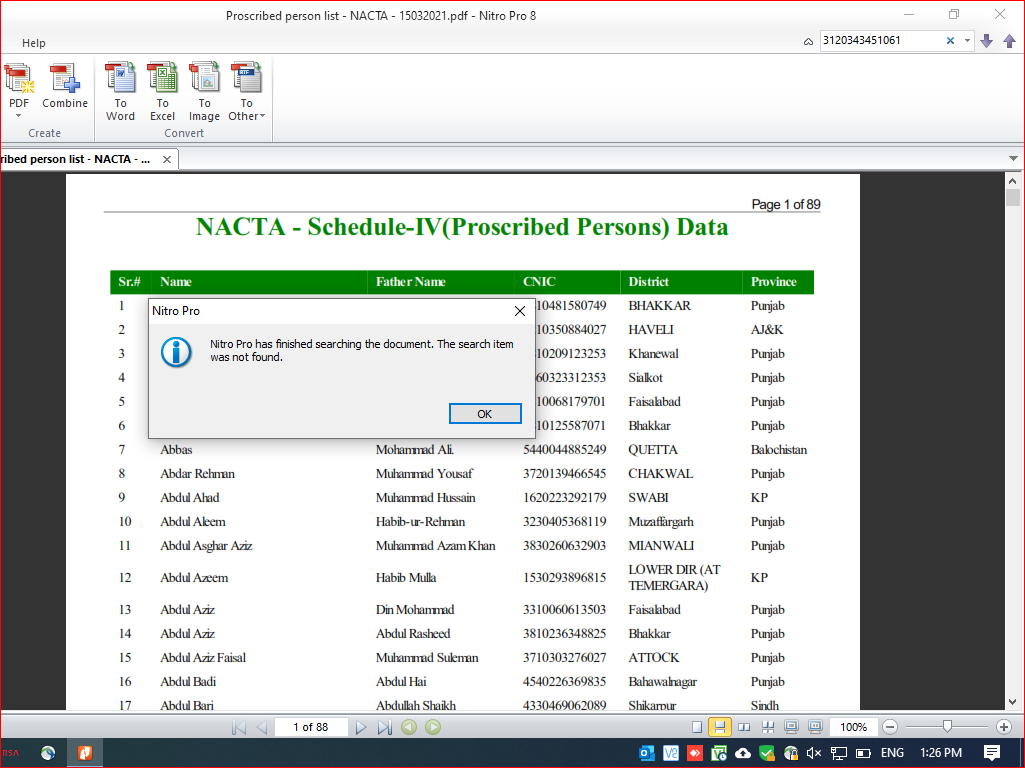 Proscribed person list - NACTA - 15032021.pdf - Nitro Pro 8
Help
3120343451061
PDF
Combine
To Word
To Excel
To Image
To Other
Create
Convert
ribed person list - NACTA - ...
Page 1 of 89
NACTA - Schedule-IV(Proscribed Persons) Data
Sr.# Name Father Name CNIC District Province
1 10481580749 BHAKKAR Punjab
2 10350884027 HAVELI AJ&K
3 10209123253 Khanewal Punjab
4 60323312353 Sialkot Punjab
5 10068179701 Faisalabad Punjab
6 10125587071 Bhakkar Punjab
Nitro Pro
Nitro Pro has finished searching the document. The search item
was not found.
OK
7 Abbas Mohammad Ali. 5440044885249 QUETTA Balochistan
8 Abdar Rehman Muhammad Yousaf 3720139466545 CHAKWAL Punjab
9 Abdul Ahad Muhammad Hussain 1620223292179 SWABI KP
10 Abdul Aleem Habib-ur-Rehman 3230405368119 Muzaffargarh Punjab
11 Abdul Asghar Aziz Muhammad Azam Khan 3830260632903 MIANWALI Punjab
12 Abdul Azeem Habib Mulla 1530293896815 LOWER DIR (AT TEMERGARA) KP
13 Abdul Aziz Din Mohammad 3310060613503 Faisalabad Punjab
14 Abdul Aziz Abdul Rasheed 3810236348825 Bhakkar Punjab
15 Abdul Aziz Faisal Muhammad Suleman 3710303276027 ATTOCK Punjab
16 Abdul Badi Abdul Hai 4540226369835 Bahawalnagar Punjab
17 Abdul Bari Abdullah Shaikh 4330469062089 Shikarpur Sindh
1 of 88
100%
ENG
1:26 PM